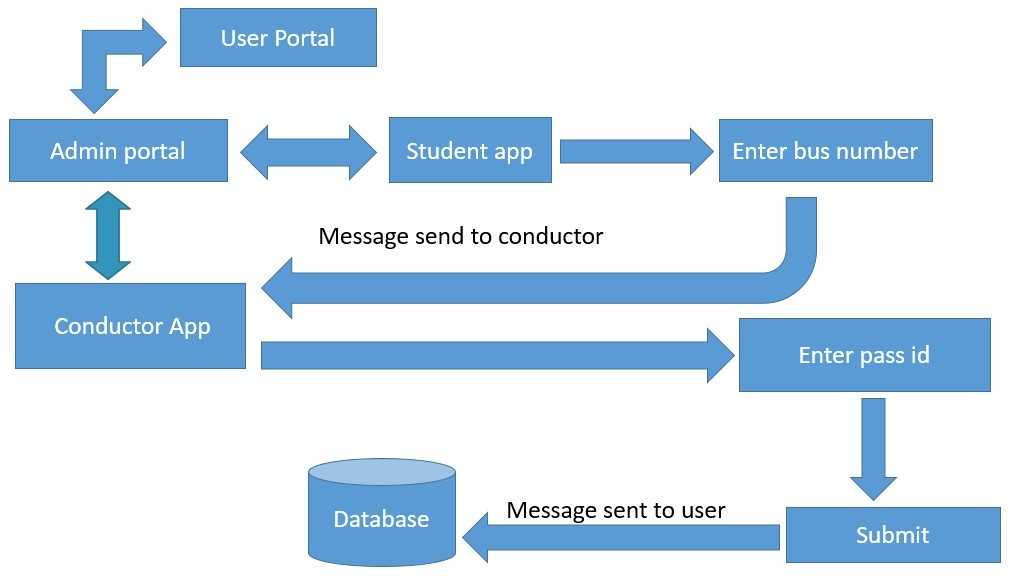 User Portal
Admin portal
Student app
Enter bus number
Message send to conductor
Conductor App
Enter pass id
Database
Message sent to user
Submit